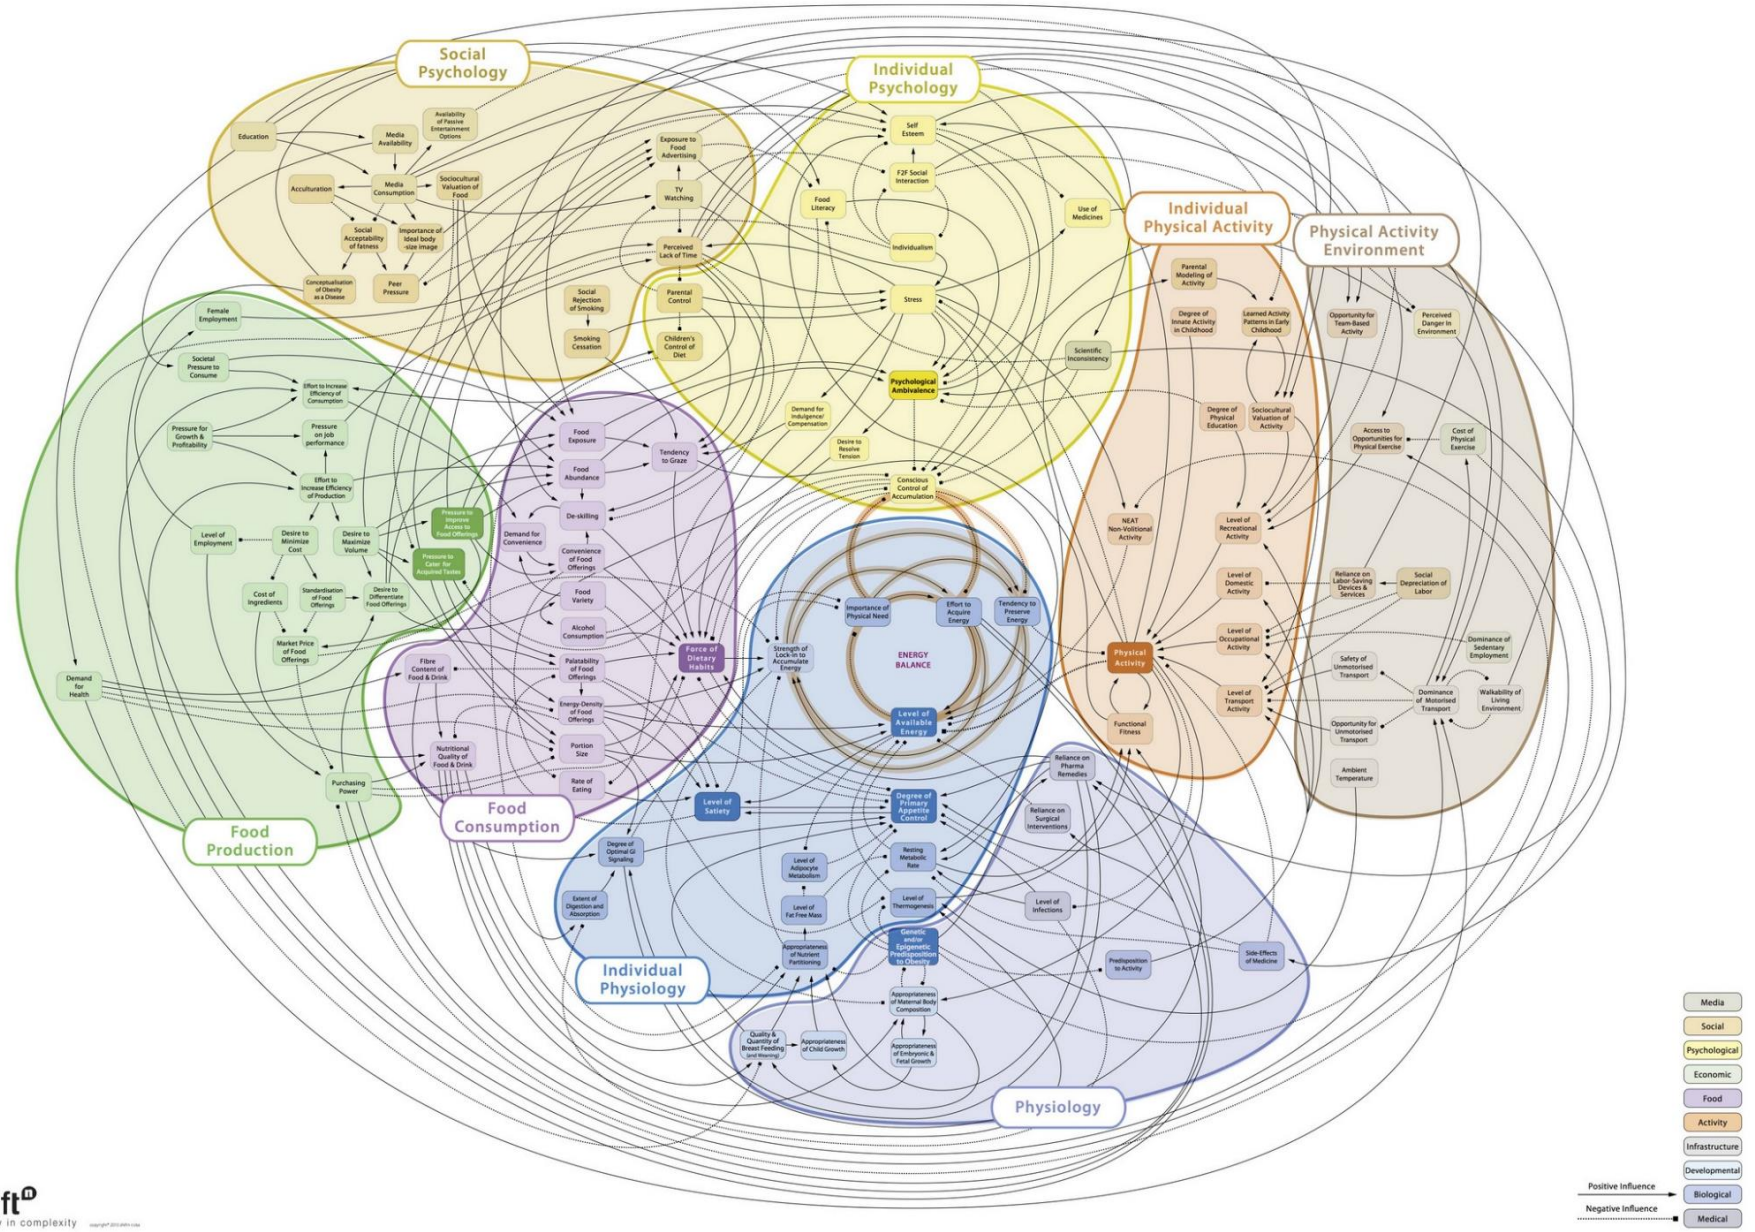 Social
Psychology
Education
Media
Availability
Availability
of Passive
Entertainment
Options
Acculturation
Media
Consumption
Sociocultural
Valuation of
Food
Social
Acceptability
of fatness
Importance of
Ideal body
-size image
Conceptualisation
of Obesity
as a Disease
Peer
Pressure
Exposure to
Food
Advertising
TV
Watching
Perceived
Lack of Time
Parental
Control
Children's
Control of
Diet
Social
Rejection
of Smoking
Smoking
Cessation
Individual
Psychology
Self
Esteem
F2F Social
Interaction
Food
Literacy
Individualism
Use of
Medicines
Stress
Scientific
Inconsistency
Psychological
Ambivalence
Demand for
Indulgence/
Compensation
Desire to
Resolve
Tension
Conscious
Control of
Accumulation
Individual
Physical Activity
Parental
Modeling of
Activity
Degree of
Innate Activity
in Childhood
Learned Activity
Patterns in Early
Childhood
Degree of
Physical
Education
Sociocultural
Valuation of
Activity
NEAT
Non-Volitional
Activity
Level of
Recreational
Activity
Level of
Domestic
Activity
Level of
Occupational
Activity
Level of
Transport
Activity
Physical
Activity
Functional
Fitness
Physical Activity
Environment
Opportunity for
Team-Based
Activity
Perceived
Danger in
Environment
Access to
Opportunities for
Physical Exercise
Cost of
Physical
Exercise
Reliance on
Labor-Saving
Devices &
Services
Social
Depreciation of
Labor
Dominance of
Sedentary
Employment
Safety of
Unmotorised
Transport
Dominance
of Motorised
Transport
Walkability of
Living
Environment
Opportunity for
Unmotorised
Transport
Ambient
Temperature
Female
Employment
Societal
Pressure to
Consume
Effort to Increase
Efficiency of
Consumption
Pressure for
Growth &
Profitability
Pressure
on Job
performance
Effort to
Increase Efficiency
of Production
Level of
Employment
Desire to
Minimize
Cost
Desire to
Maximize
Volume
Pressure to
Improve
Access to
Food Offerings
Pressure to
Cater for
Acquired Tastes
Cost of
Ingredients
Standardisation
of Food
Offerings
Desire to
Differentiate
Food Offerings
Market Price
of Food
Offerings
Demand
for
Health
Purchasing
Power
Food
Production
Food
Exposure
Tendency
to Graze
Food
Abundance
De-skilling
Demand for
Convenience
Convenience
of Food
Offerings
Food
Variety
Alcohol
Consumption
Force of
Dietary
Habits
Fibre
Content of
Food & Drink
Palatability
of Food
Offerings
Energy-Density
of Food
Offerings
Portion
Size
Nutritional
Quality of
Food & Drink
Rate of
Eating
Food
Consumption
Importance of
Physical Need
Effort to
Acquire
Energy
Tendency to
Preserve
Energy
Strength of
Lock-in to
Accumulate
Energy
ENERGY
BALANCE
Level of
Available
Energy
Level of
Satiety
Degree of
Primary
Appetite
Control
Degree of
Optimal GI
Signaling
Level of
Adipocyte
Metabolism
Resting
Metabolic
Rate
Extent of
Digestion and
Absorption
Level of
Fat Free Mass
Level of
Thermogenesis
Appropriateness
of Nutrient
Partitioning
Genetic
and/or
Epigenetic
Predisposition
to Obesity
Individual
Physiology
Reliance on
Pharma
Remedies
Reliance on
Surgical
Interventions
Level of
Infections
Predisposition
to Activity
Side-Effects
of Medicine
Appropriateness
of Maternal Body
Composition
Quality &
Quantity of
Breast Feeding
(and Weaning)
Appropriateness
of Child Growth
Appropriateness
of Embryonic &
Fetal Growth
Physiology
Media
Social
Psychological
Economic
Food
Activity
Infrastructure
Developmental
Biological
Medical
Positive Influence
Negative Influence
in complexity